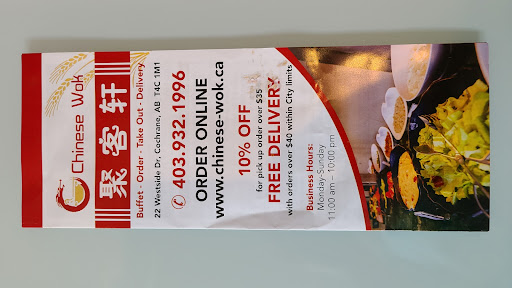 Chinese Wok
聚客轩
Buffet - Order - Take Out - Delivery
22 Westside Dr, Cochrane, AB T4C 1M1
403.932.1996
ORDER ONLINE
www.chinese-wok.ca
10% OFF
for pick up order over $35
FREE DELIVERY
with orders over $40 within City limits
Business Hours:
Monday-Sunday
11:00 am – 10:00 pm